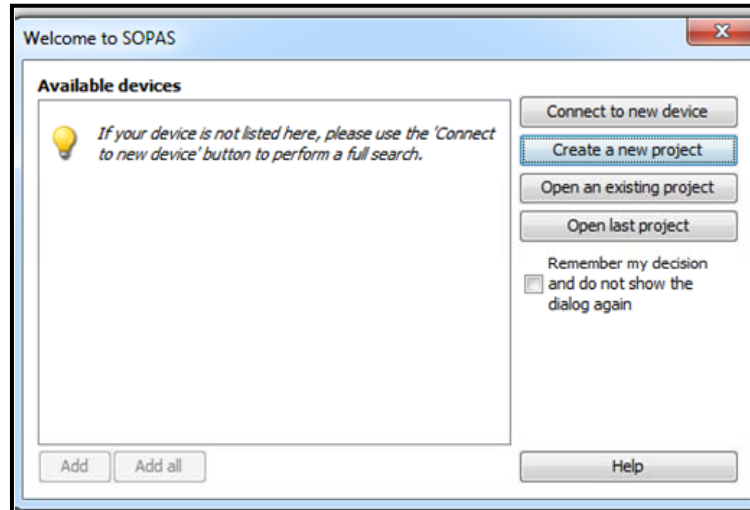 Welcome to SOPAS
Available devices
If your device is not listed here, please use the 'Connect
to new device' button to perform a full search.
Connect to new device
Create a new project
Open an existing project
Open last project
Remember my decision
and do not show the
dialog again
Add
Add all
Help